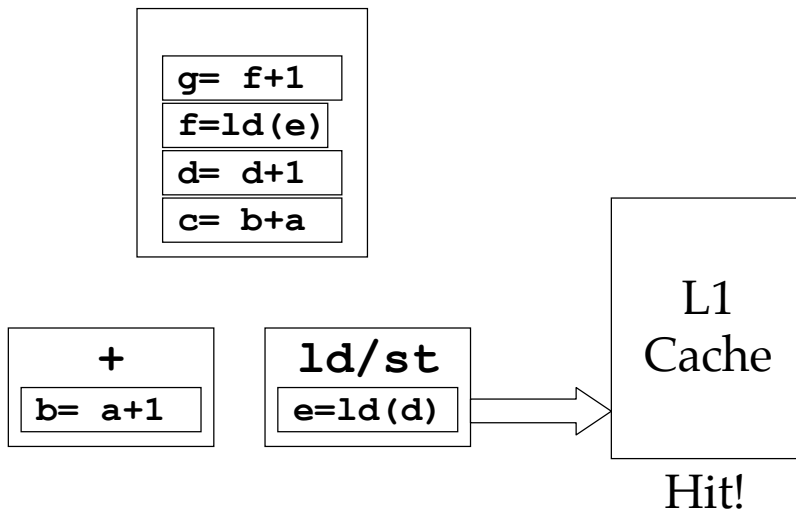 g= f+1
f=ld(e)
d= d+1
c= b+a
+
b= a+1
ld/st
e=ld(d)
L1
Cache
Hit!